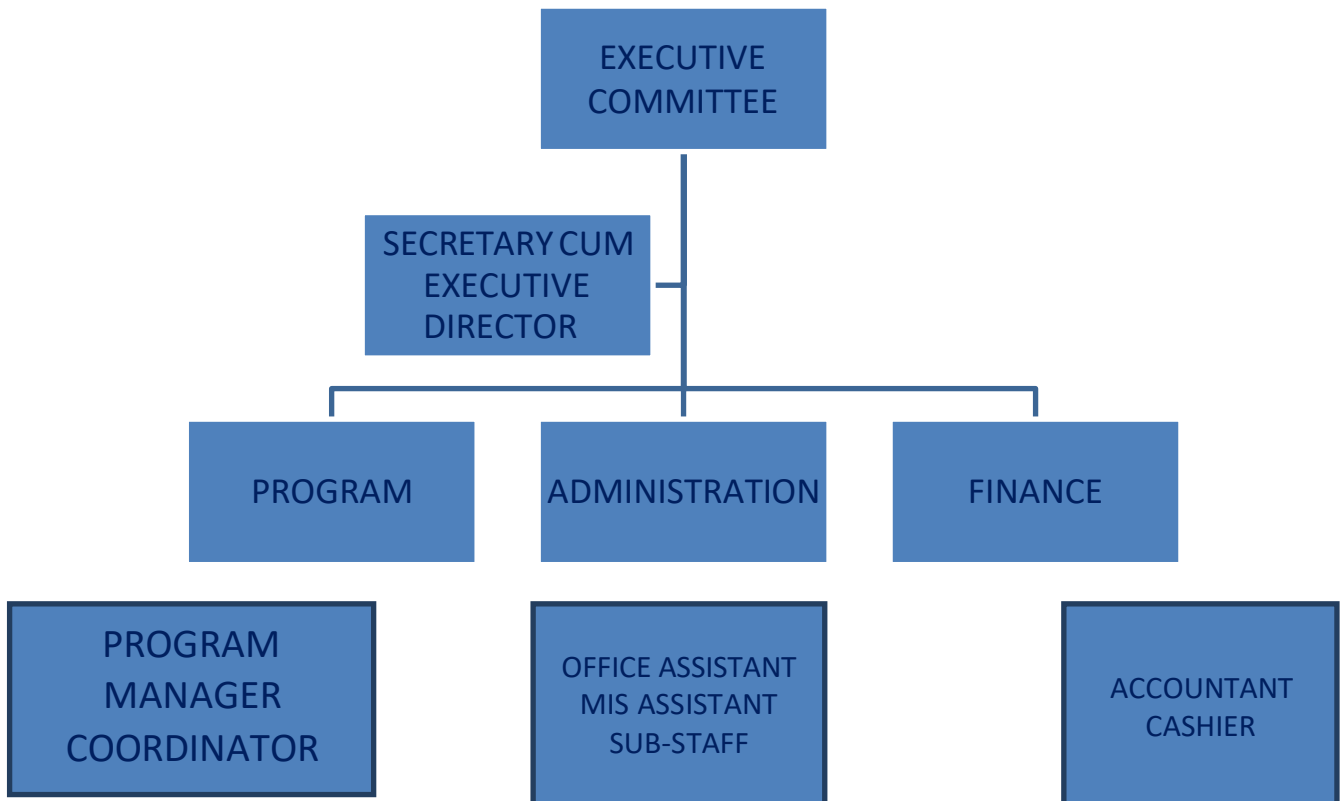 EXECUTIVE
COMMITTEE
SECRETARY CUM
EXECUTIVE
DIRECTOR
PROGRAM
ADMINISTRATION
FINANCE
PROGRAM
MANAGER
COORDINATOR
OFFICE ASSISTANT
MIS ASSISTANT
SUB-STAFF
ACCOUNTANT
CASHIER